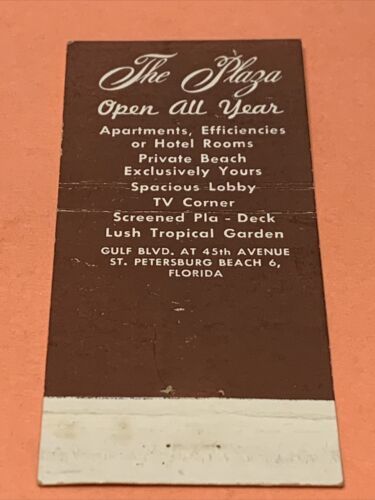 The Plaza
Open All Year
Apartments, Efficiencies
or Hotel Rooms
Private Beach
Exclusively Yours
Spacious Lobby
TV Corner
Screened Pla - Deck
Lush Tropical Garden
GULF BLVD. AT 45th AVENUE
ST. PETERSBURG BEACH 6,
FLORIDA